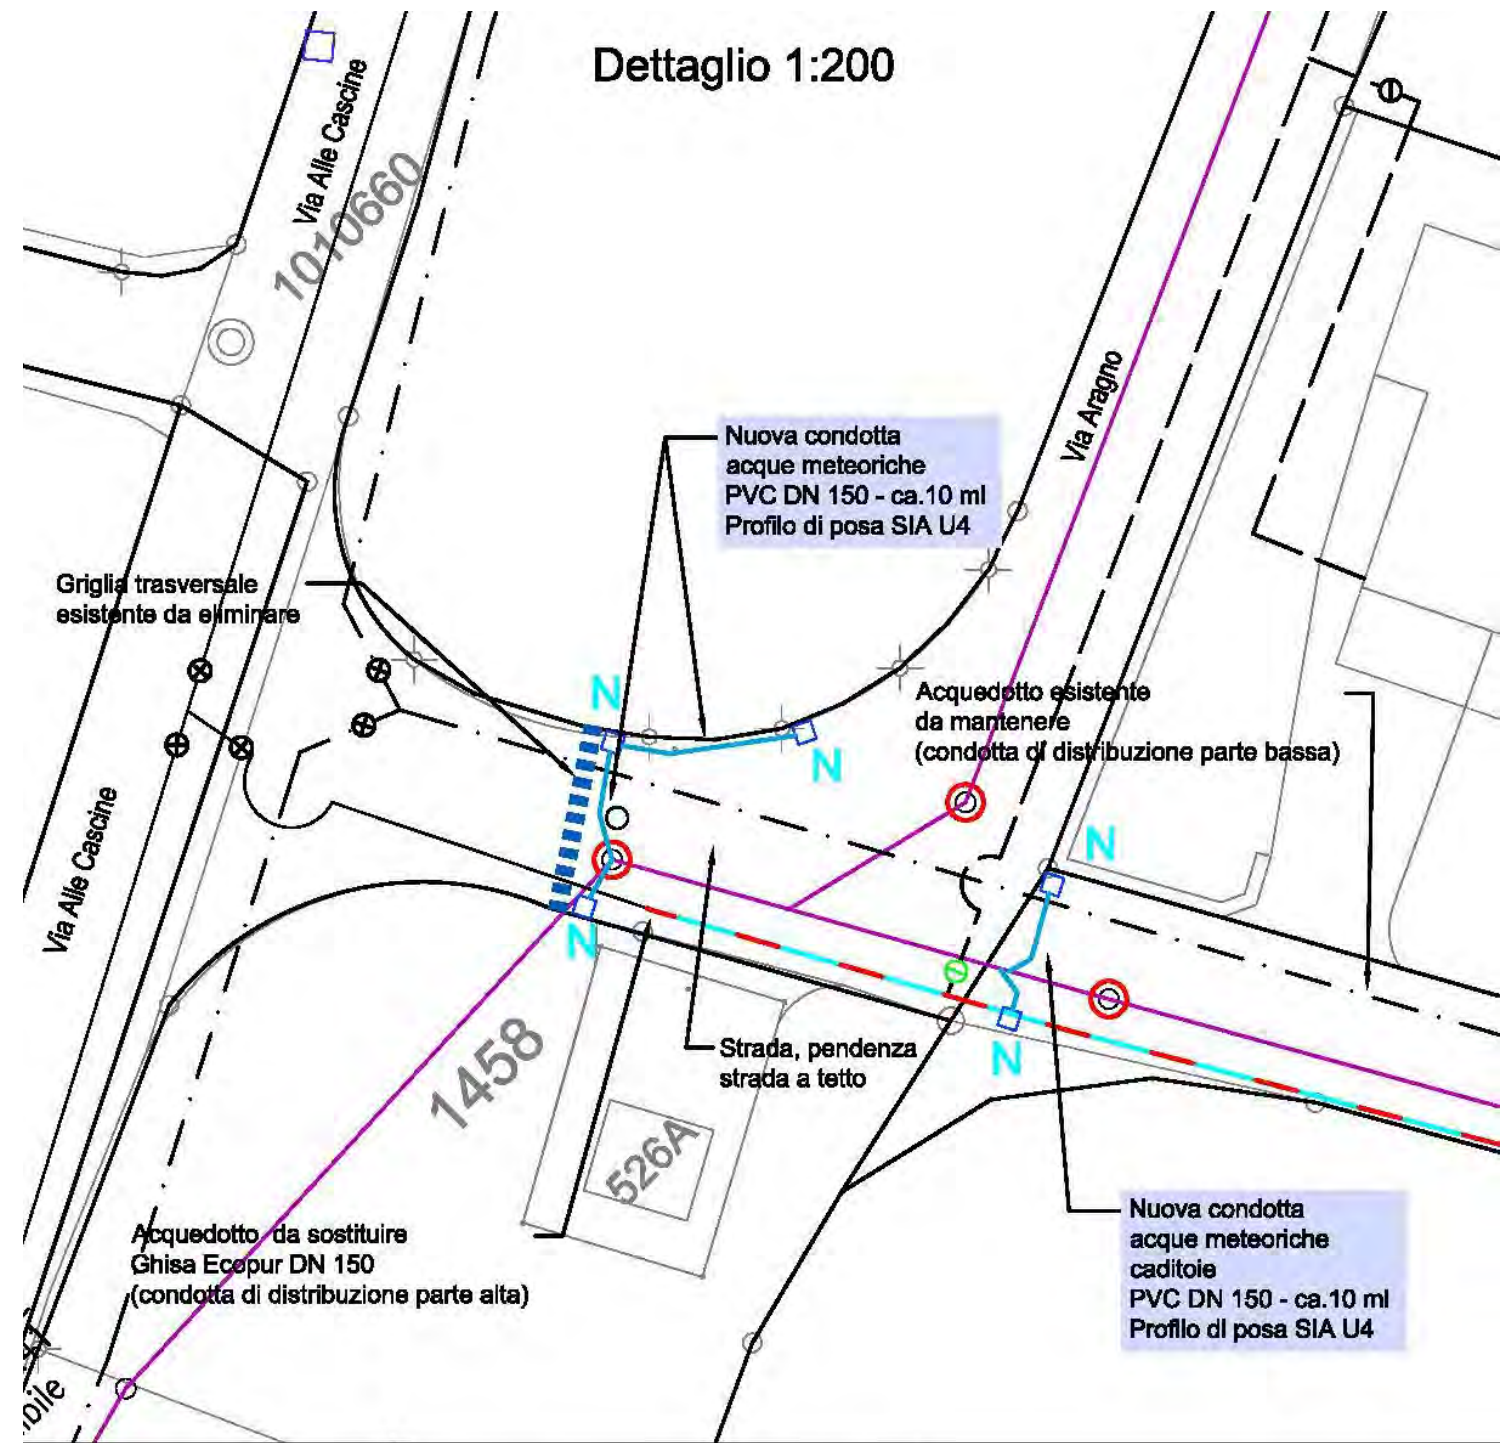 Dettaglio 1:200
Via Alle Cascine
1010660
Via Aragno
Nuova condotta
acque meteoriche
PVC DN 150 - ca.10 ml
Profilo di posa SIA U4
Griglia trasversale
esistente da eliminare
N
N
Acquedotto esistente
da mantenere
(condotta di distribuzione parte bassa)
Via Alle Cascine
N
N
N
1458
Strada, pendenza
strada a tetto
526A
Acquedotto da sostituire
Ghisa Ecopur DN 150
(condotta di distribuzione parte alta)
Nuova condotta
acque meteoriche
caditoie
PVC DN 150 - ca.10 ml
Profilo di posa SIA U4